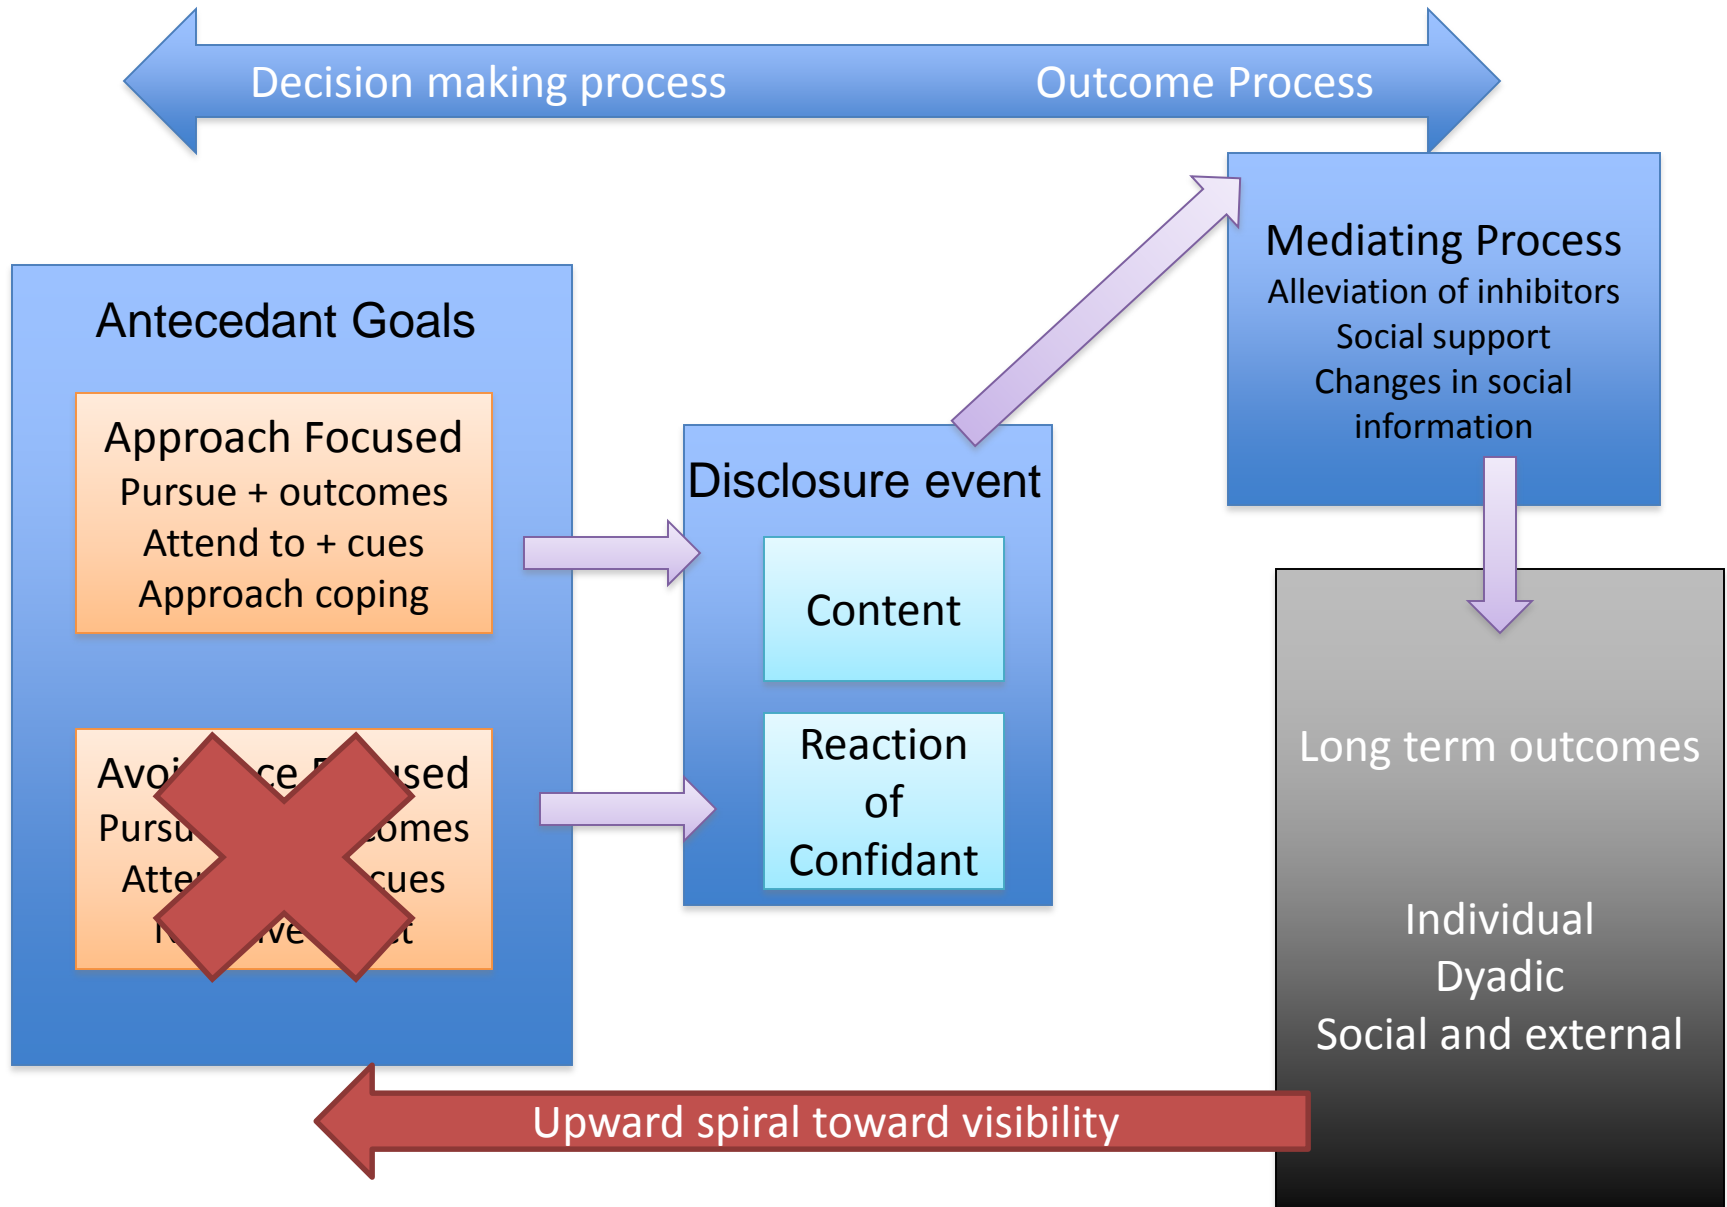 Decision making process
Outcome Process
Antecedant Goals
Approach Focused
Pursue + outcomes
Attend to + cues
Approach coping
cues
Disclosure event
Content
Reaction
of
Confidant
Mediating Process
Alleviation of inhibitors
Social support
Changes in social
information
Long term outcomes
Individual
Dyadic
Social and external
Upward spiral toward visibility